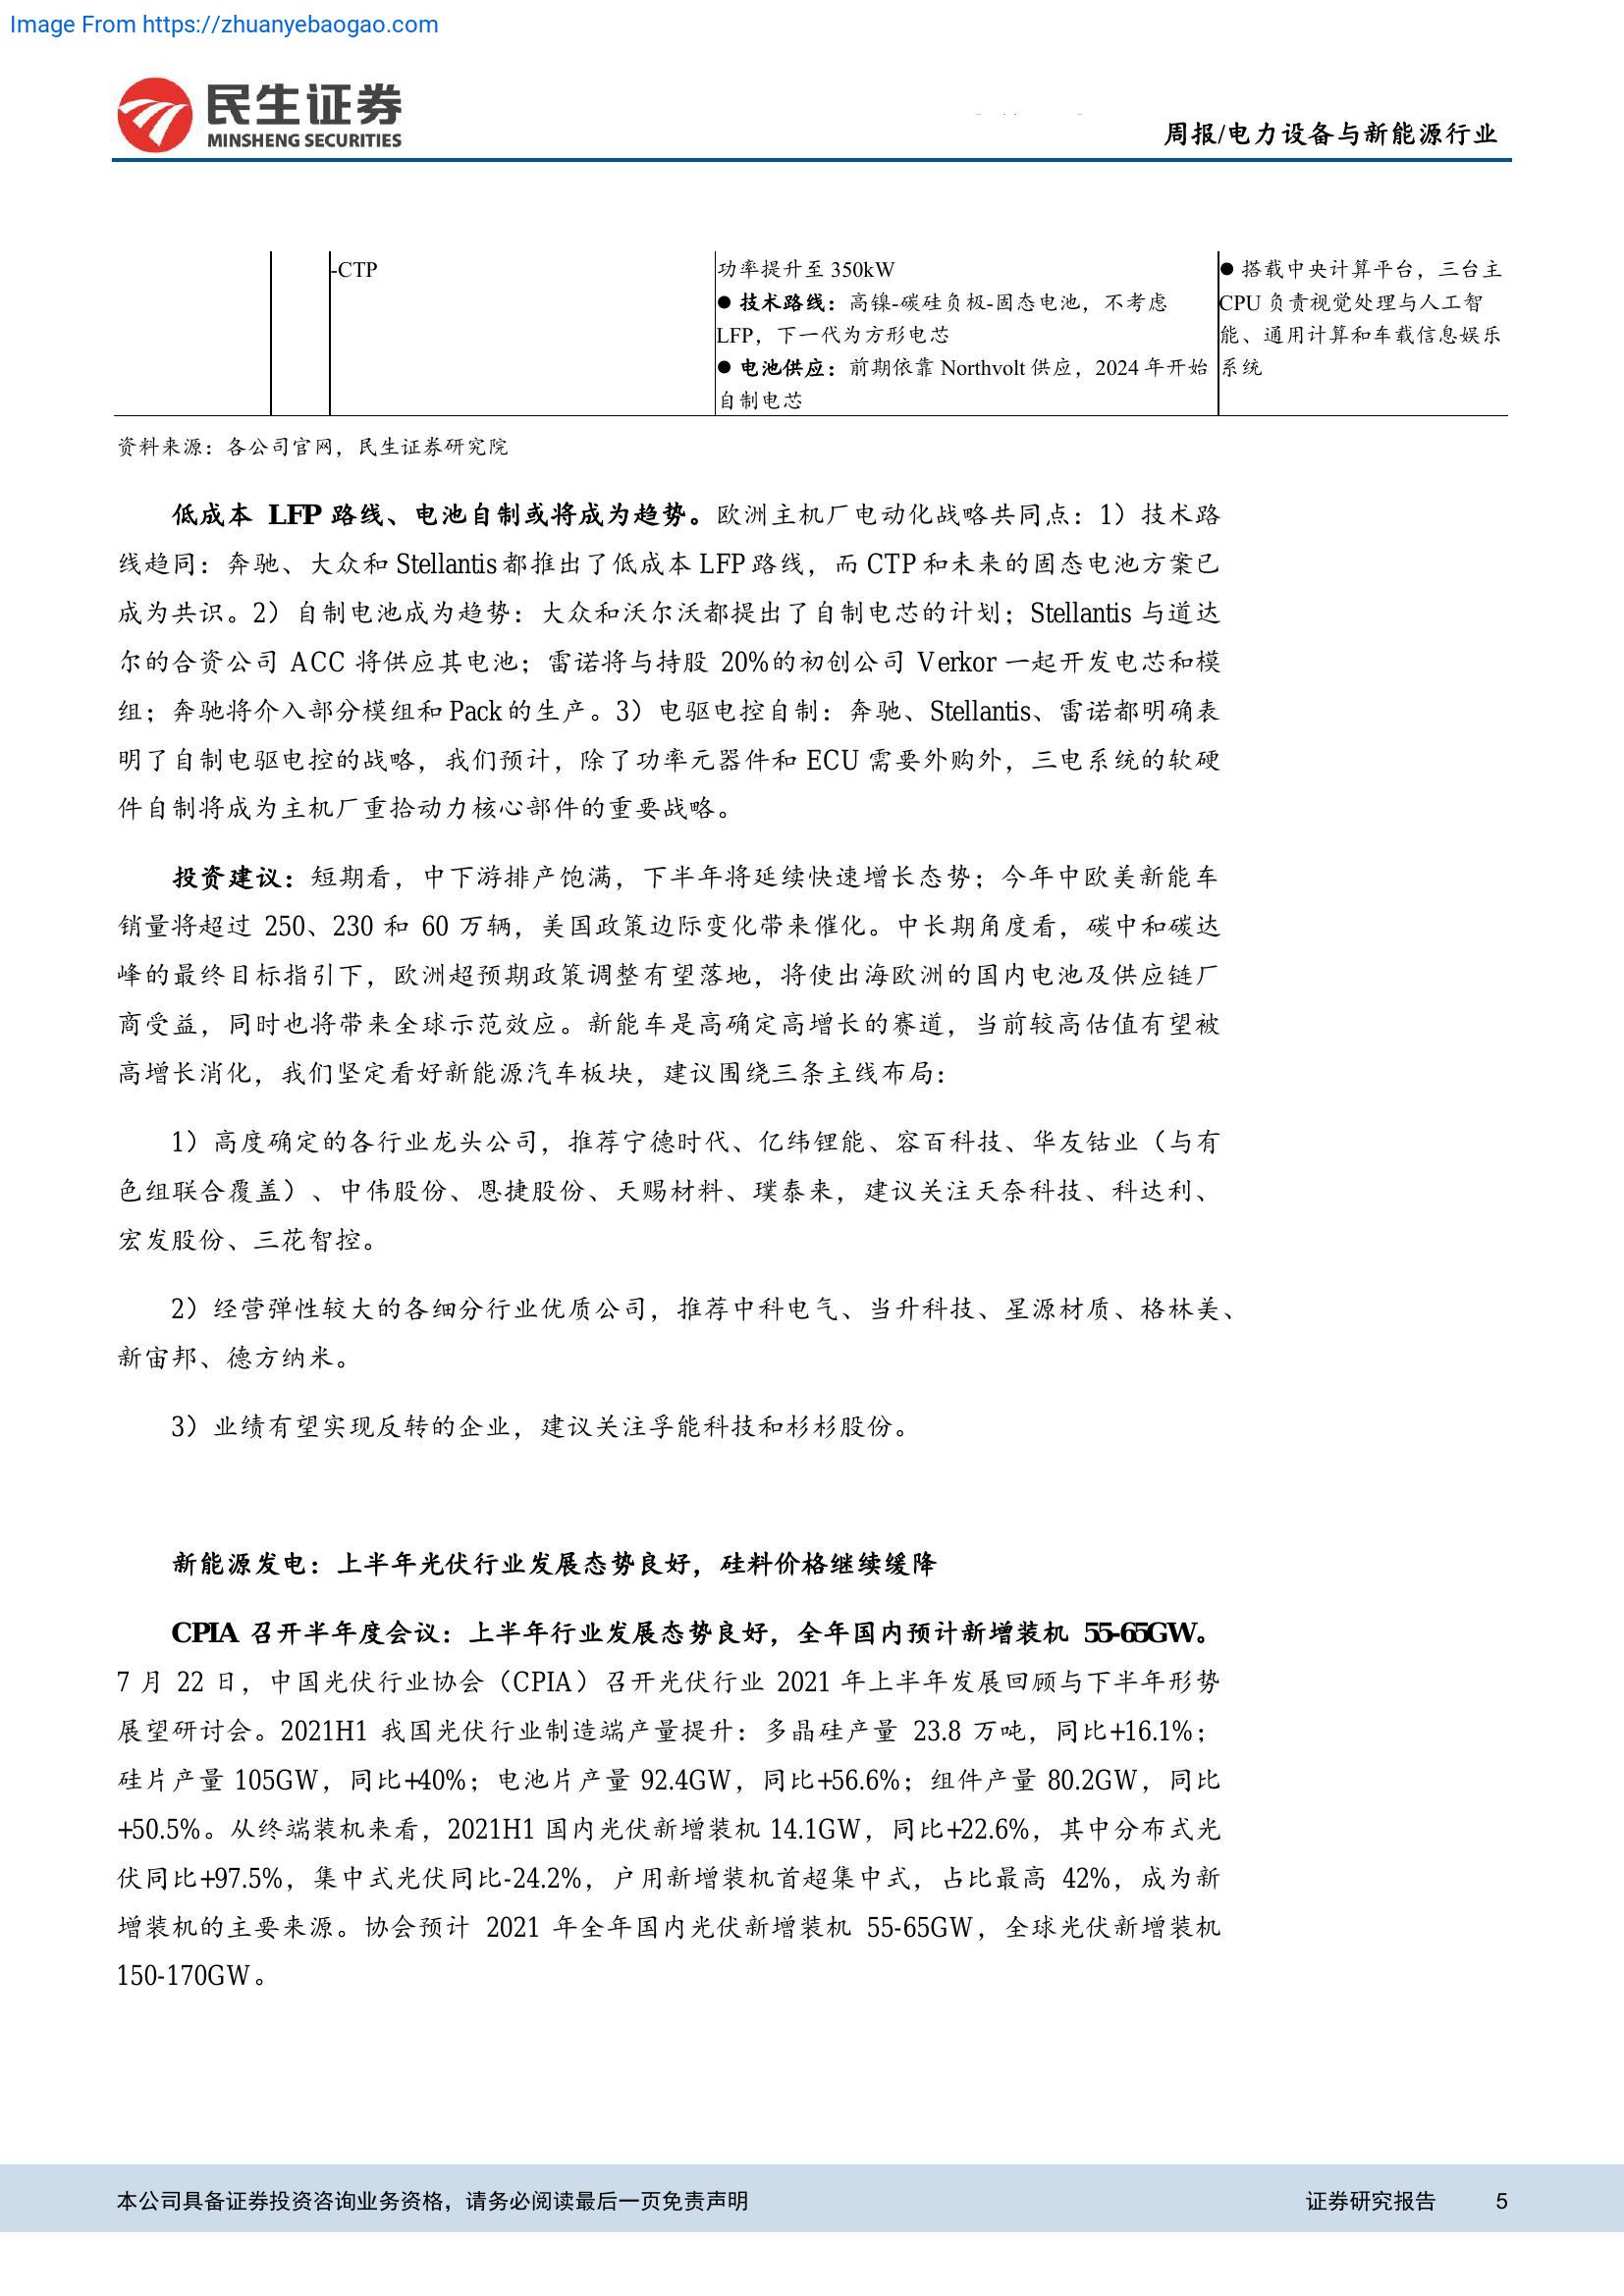 Image From https://zhuanyebaogao.com
民生证券
MINSHENG SECURITIES
周报/电力设备与新能源行业
-CTP
功率提升至 350kW
● 技术路线：高镍-碳硅负极-固态电池，不考虑
LFP，下一代为方形电芯
● 电池供应：前期依靠 Northvolt 供应，2024 年开始
自制电芯
● 搭载中央计算平台，三台主
CPU 负责视觉处理与人工智
能、通用计算和车载信息娱乐
系统
资料来源：各公司官网，民生证券研究院
低成本 LFP 路线、电池自制或将成为趋势。欧洲主机厂电动化战略共同点：1）技术路
线趋同：奔驰、大众和 Stellantis 都推出了低成本 LFP 路线，而 CTP 和未来的固态电池方案已
成为共识。2）自制电池成为趋势：大众和沃尔沃都提出了自制电芯的计划；Stellantis 与道达
尔的合资公司 ACC 将供应其电池；雷诺将与持股 20%的初创公司 Verkor 一起开发电芯和模
组；奔驰将介入部分模组和 Pack 的生产。3）电驱电控自制：奔驰、Stellantis、雷诺都明确表
明了自制电驱电控的战略，我们预计，除了功率元器件和 ECU 需要外购外，三电系统的软硬
件自制将成为主机厂重拾动力核心部件的重要战略。
投资建议：短期看，中下游排产饱满，下半年将延续快速增长态势；今年中欧美新能车
销量将超过 250、230 和 60 万辆，美国政策边际变化带来催化。中长期角度看，碳中和碳达
峰的最终目标指引下，欧洲超预期政策调整有望落地，将使出海欧洲的国内电池及供应链厂
商受益，同时也将带来全球示范效应。新能车是高确定高增长的赛道，当前较高估值有望被
高增长消化，我们坚定看好新能源汽车板块，建议围绕三条主线布局：
1）高度确定的各行业龙头公司，推荐宁德时代、亿纬锂能、容百科技、华友钴业（与有
色组联合覆盖）、中伟股份、恩捷股份、天赐材料、璞泰来，建议关注天奈科技、科达利、
宏发股份、三花智控。
2）经营弹性较大的各细分行业优质公司，推荐中科电气、当升科技、星源材质、格林美、
新宙邦、德方纳米。
3）业绩有望实现反转的企业，建议关注孚能科技和杉杉股份。
新能源发电：上半年光伏行业发展态势良好，硅料价格继续缓降
CPIA 召开半年度会议：上半年行业发展态势良好，全年国内预计新增装机 55-65GW。
7 月 22 日，中国光伏行业协会（CPIA）召开光伏行业 2021 年上半年发展回顾与下半年形势
展望研讨会。2021H1 我国光伏行业制造端产量提升：多晶硅产量 23.8 万吨，同比+16.1%；
硅片产量 105GW，同比+40%；电池片产量 92.4GW，同比+56.6%；组件产量 80.2GW，同比
+50.5%。从终端装机来看，2021H1 国内光伏新增装机 14.1GW，同比+22.6%，其中分布式光
伏同比+97.5%，集中式光伏同比-24.2%，户用新增装机首超集中式，占比最高 42%，成为新
增装机的主要来源。协会预计 2021 年全年国内光伏新增装机 55-65GW，全球光伏新增装机
150-170GW。
本公司具备证券投资咨询业务资格，请务必阅读最后一页免责声明
证券研究报告 5